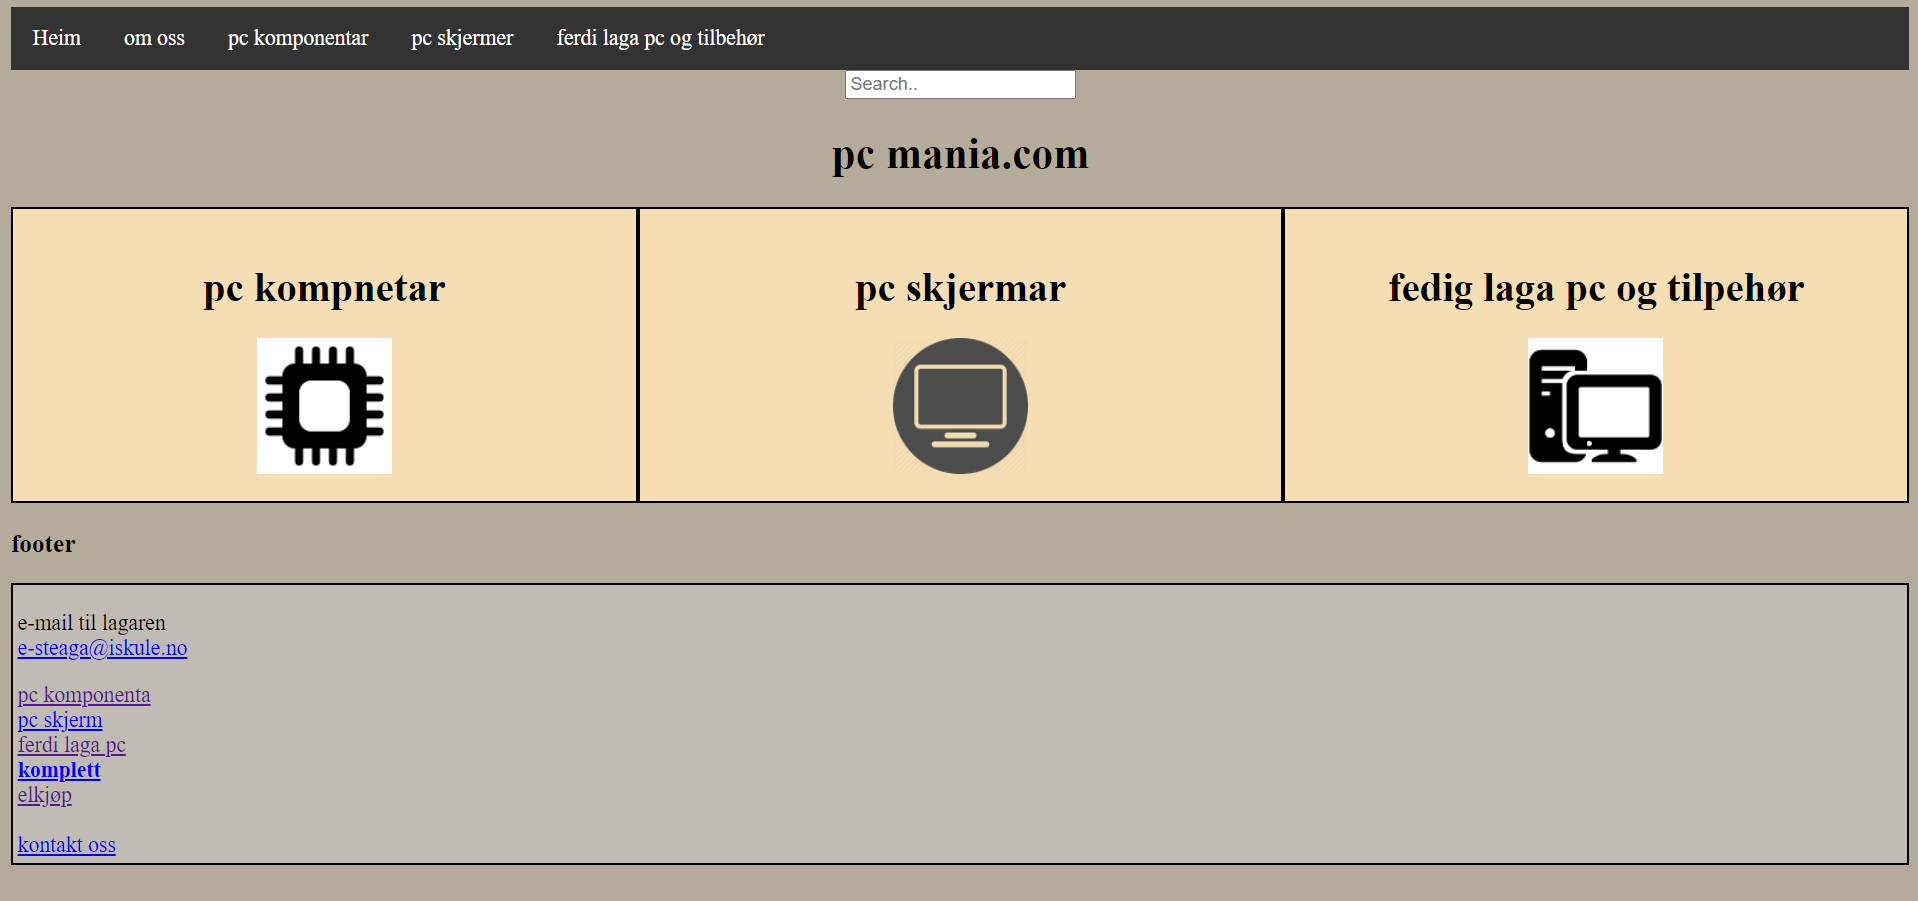 Heim om oss pc komponentar pc skjermer ferdi laga pc og tilbehør
Search..
pc mania.com
pc kompnetar
pc skjermar
fedig laga pc og tilpehør
footer
e-mail til lagaren
e-steaga@iskule.no
pc komponenta
pc skjerm
ferdi laga pc
komplett
elkjøp
kontakt oss